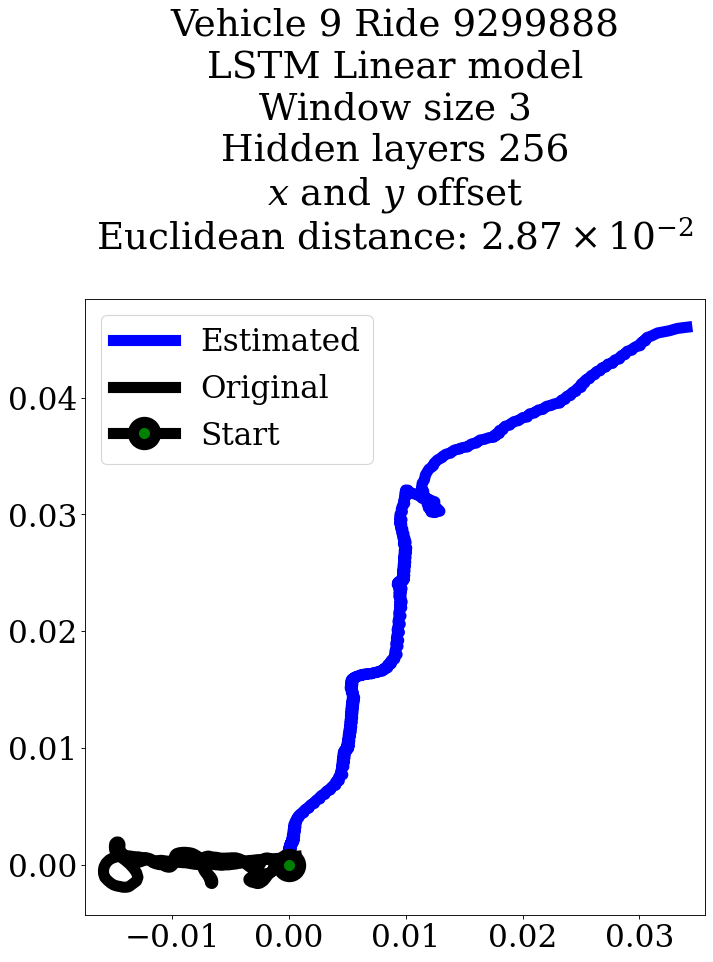 Vehicle 9 Ride 9299888
LSTM Linear model
Window size 3
Hidden layers 256
x and y offset
Euclidean distance: 2.87 × 10⁻²
Estimated
Original
Start
0.04
0.03
0.02
0.01
0.00
−0.01 0.00 0.01 0.02 0.03